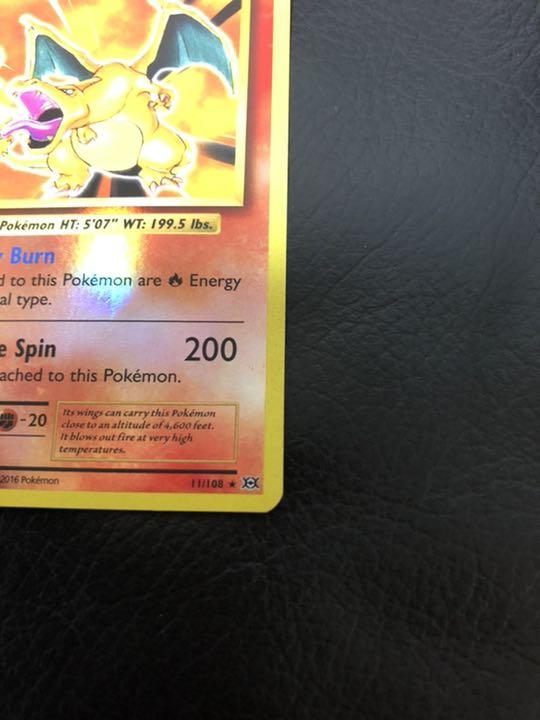 Pokémon HT: 5'07" WT: 199.5 lbs.
Burn
d to this Pokémon are Energy
al type.
e Spin 200
ached to this Pokémon.
-20
Its wings can carry this Pokémon
close to an altitude of 4,600 feet.
It blows out fire at very high
temperatures.
2016 Pokémon
11/108 ★